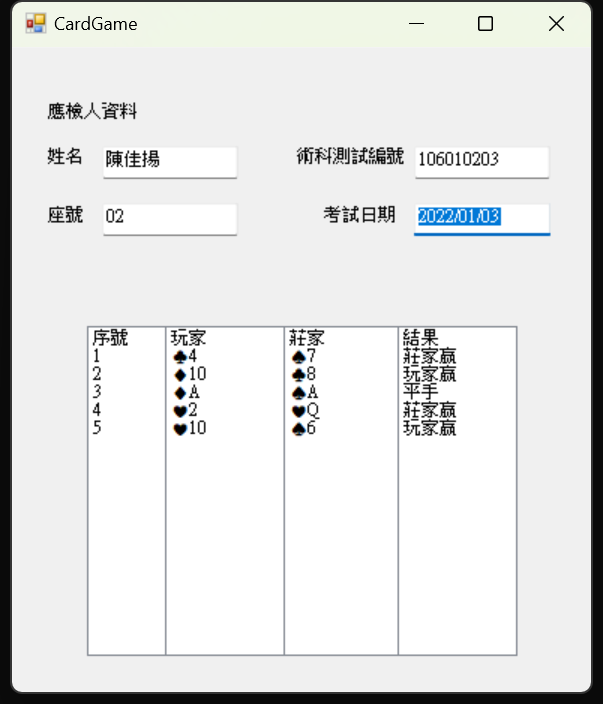 CardGame
應檢人資料
姓名 陳佳揚 術科測試編號 106010203
座號 02 考試日期 2022/01/03
序號 玩家 莊家 結果
1 ♠4 ♠7 莊家贏
2 ♦10 ♠8 玩家贏
3 ♦A ♠A 平手
4 ♥2 ♥Q 莊家贏
5 ♥10 ♠6 玩家贏